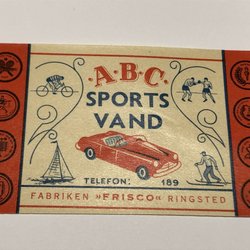 A·B·C
SPORTS
VAND
TELEFON: 189
FABRIKEN »FRISCO« RINGSTED